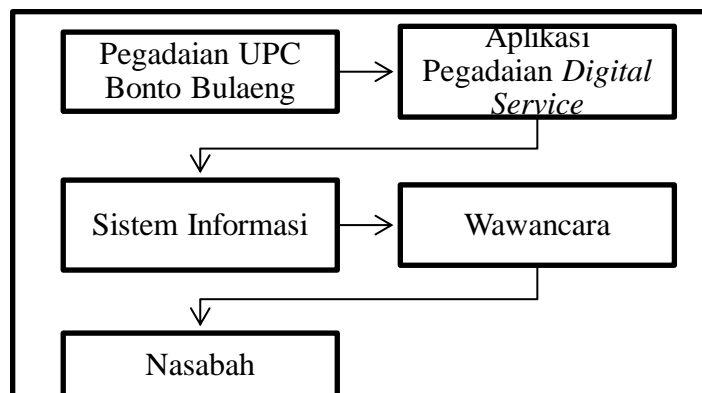 Pegadaian UPC
Bonto Bulaeng
Aplikasi
Pegadaian Digital
Service
Sistem Informasi
Wawancara
Nasabah